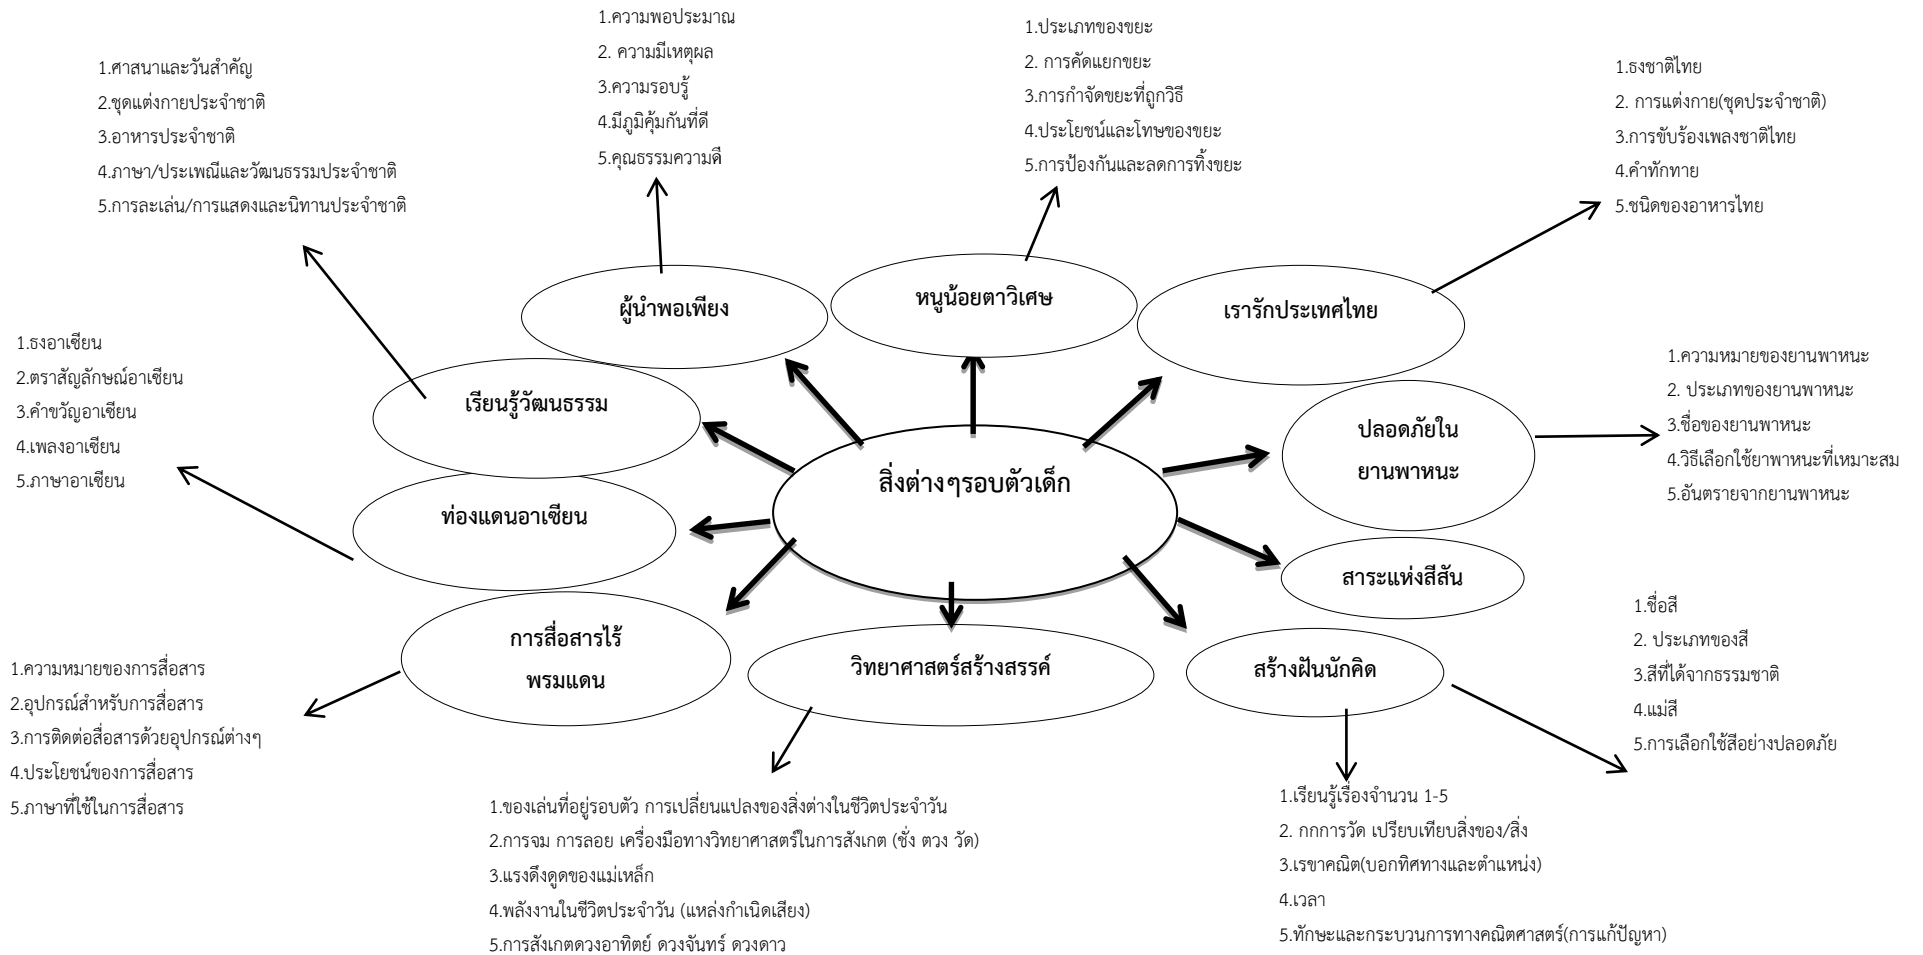 1.ความพอประมาณ
2. ความมีเหตุผล
3.ความรอบรู้
4.มีภูมิคุ้มกันที่ดี
5.คุณธรรมความดี
1.ประเภทของขยะ
2. การคัดแยกขยะ
3.การกำจัดขยะที่ถูกวิธี
4.ประโยชน์และโทษของขยะ
5.การป้องกันและลดการทิ้งขยะ
1.ศาสนาและวันสำคัญ
2.ชุดแต่งกายประจำชาติ
3.อาหารประจำชาติ
4.ภาษา/ประเพณีและวัฒนธรรมประจำชาติ
5.การละเล่น/การแสดงและนิทานประจำชาติ
1.ธงชาติไทย
2. การแต่งกาย(ชุดประจำชาติ)
3.การขับร้องเพลงชาติไทย
4.คำทักทาย
5.ชนิดของอาหารไทย
ผู้นำพอเพียง
หนูน้อยตาวิเศษ
เรารักประเทศไทย
1.ธงอาเซียน
2.ตราสัญลักษณ์อาเซียน
3.คำขวัญอาเซียน
4.เพลงอาเซียน
5.ภาษาอาเซียน
เรียนรู้วัฒนธรรม
ปลอดภัยใน
ยานพาหนะ
1.ความหมายของยานพาหนะ
2. ประเภทของยานพาหนะ
3.ชื่อของยานพาหนะ
4.วิธีเลือกใช้ยาพาหนะที่เหมาะสม
5.อันตรายจากยานพาหนะ
สิ่งต่างๆรอบตัวเด็ก
ท่องแดนอาเซียน
สาระแห่งสีสัน
การสื่อสารไร้
พรมแดน
วิทยาศาสตร์สร้างสรรค์
สร้างฝันนักคิด
1.ชื่อสี
2. ประเภทของสี
3.สีที่ได้จากธรรมชาติ
4.แม่สี
5.การเลือกใช้สีอย่างปลอดภัย
1.ความหมายของการสื่อสาร
2.อุปกรณ์สำหรับการสื่อสาร
3.การติดต่อสื่อสารด้วยอุปกรณ์ต่างๆ
4.ประโยชน์ของการสื่อสาร
5.ภาษาที่ใช้ในการสื่อสาร
1.ของเล่นที่อยู่รอบตัว การเปลี่ยนแปลงของสิ่งต่างในชีวิตประจำวัน
2.การจม การลอย เครื่องมือทางวิทยาศาสตร์ในการสังเกต (ชั่ง ตวง วัด)
3.แรงดึงดูดของแม่เหล็ก
4.พลังงานในชีวิตประจำวัน (แหล่งกำเนิดเสียง)
5.การสังเกตดวงอาทิตย์ ดวงจันทร์ ดวงดาว
1.เรียนรู้เรื่องจำนวน 1-5
2. กกการวัด เปรียบเทียบสิ่งของ/สิ่ง
3.เรขาคณิต(บอกทิศทางและตำแหน่ง)
4.เวลา
5.ทักษะและกระบวนการทางคณิตศาสตร์(การแก้ปัญหา)